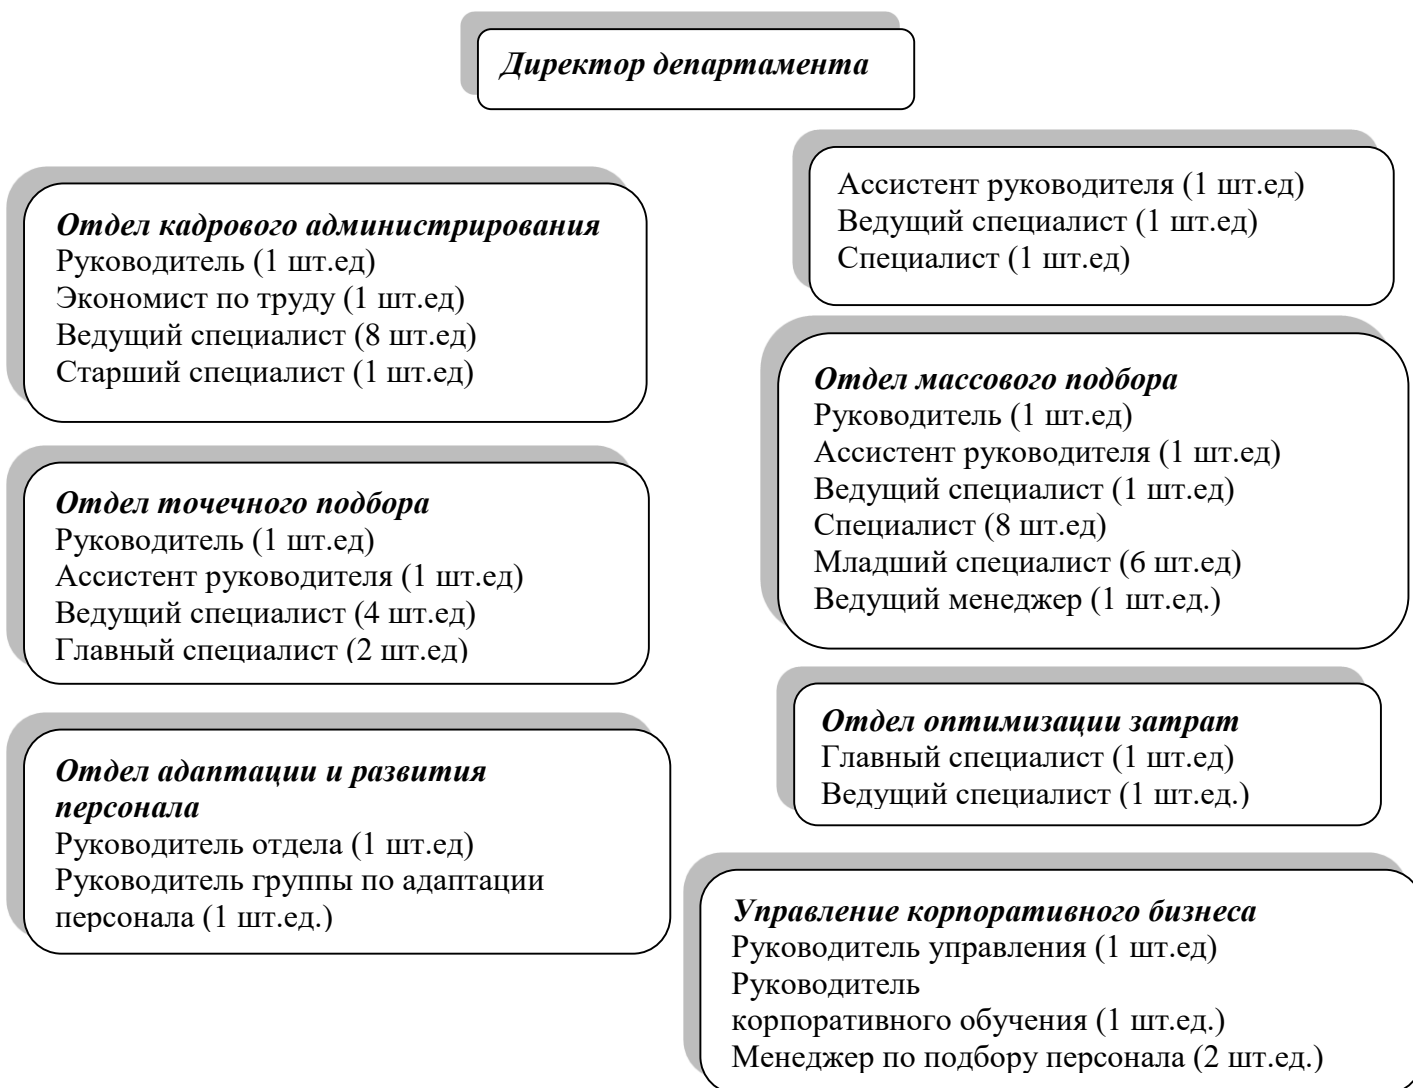 Директор департамента
Ассистент руководителя (1 шт.ед)
Ведущий специалист (1 шт.ед)
Специалист (1 шт.ед)
Отдел кадрового администрирования
Руководитель (1 шт.ед)
Экономист по труду (1 шт.ед)
Ведущий специалист (8 шт.ед)
Старший специалист (1 шт.ед)
Отдел массового подбора
Руководитель (1 шт.ед)
Ассистент руководителя (1 шт.ед)
Ведущий специалист (1 шт.ед)
Специалист (8 шт.ед)
Младший специалист (6 шт.ед)
Ведущий менеджер (1 шт.ед.)
Отдел точечного подбора
Руководитель (1 шт.ед)
Ассистент руководителя (1 шт.ед)
Ведущий специалист (4 шт.ед)
Главный специалист (2 шт.ед)
Отдел оптимизации затрат
Главный специалист (1 шт.ед)
Ведущий специалист (1 шт.ед.)
Отдел адаптации и развития
персонала
Руководитель отдела (1 шт.ед)
Руководитель группы по адаптации
персонала (1 шт.ед.)
Управление корпоративного бизнеса
Руководитель управления (1 шт.ед)
Руководитель
корпоративного обучения (1 шт.ед.)
Менеджер по подбору персонала (2 шт.ед.)